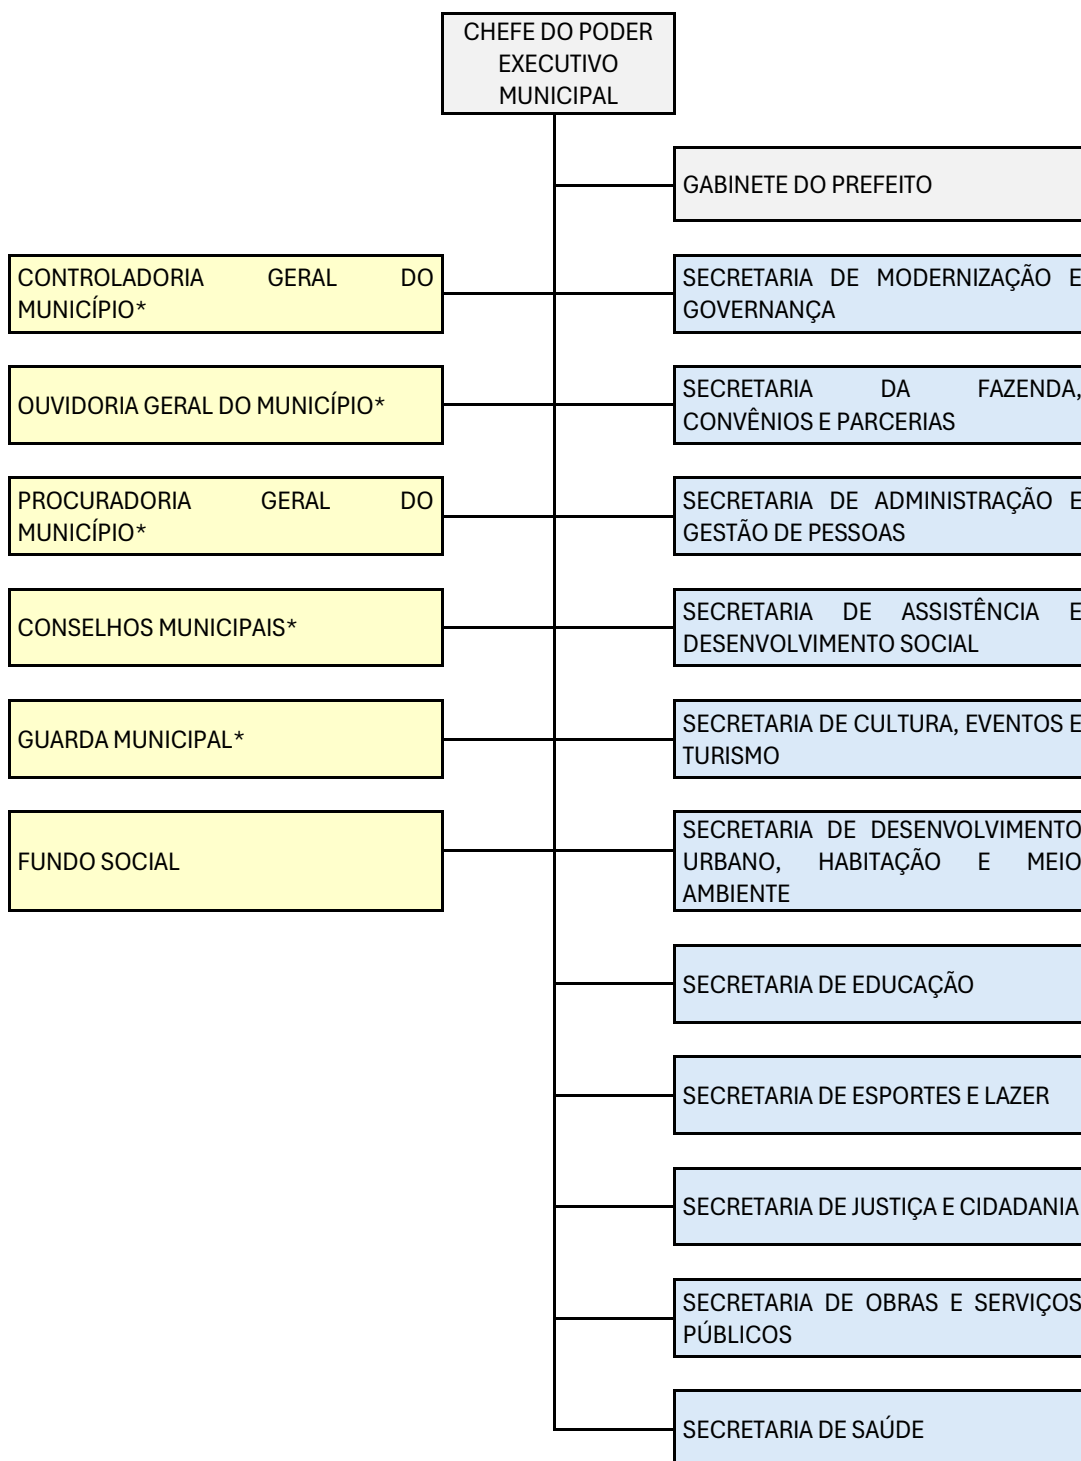 CHEFE DO PODER
EXECUTIVO
MUNICIPAL
GABINETE DO PREFEITO
CONTROLADORIA GERAL DO
MUNICÍPIO*
SECRETARIA DE MODERNIZAÇÃO E
GOVERNANÇA
OUVIDORIA GERAL DO MUNICÍPIO*
SECRETARIA DA FAZENDA,
CONVÊNIOS E PARCERIAS
PROCURADORIA GERAL DO
MUNICÍPIO*
SECRETARIA DE ADMINISTRAÇÃO E
GESTÃO DE PESSOAS
CONSELHOS MUNICIPAIS*
SECRETARIA DE ASSISTÊNCIA E
DESENVOLVIMENTO SOCIAL
GUARDA MUNICIPAL*
SECRETARIA DE CULTURA, EVENTOS E
TURISMO
FUNDO SOCIAL
SECRETARIA DE DESENVOLVIMENTO
URBANO, HABITAÇÃO E MEIO
AMBIENTE
SECRETARIA DE EDUCAÇÃO
SECRETARIA DE ESPORTES E LAZER
SECRETARIA DE JUSTIÇA E CIDADANIA
SECRETARIA DE OBRAS E SERVIÇOS
PÚBLICOS
SECRETARIA DE SAÚDE